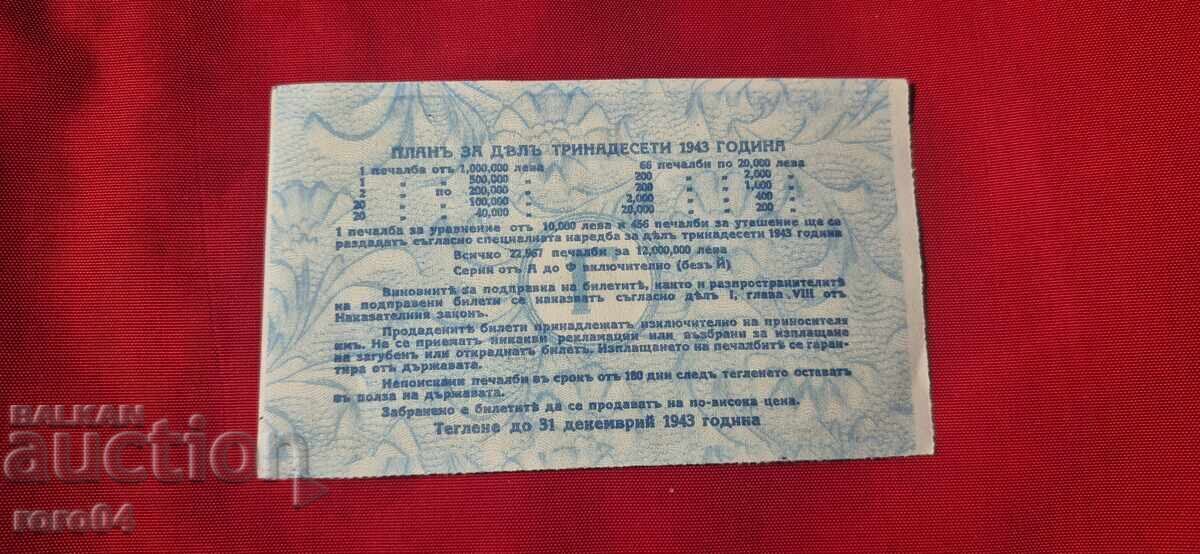 ПЛАНЪ ЗА ДѢЛЪ ТРИНАДЕСЕТИ 1943 ГОДИНА
1 печалба отъ 1,000,000 лева 66 печалби по 20,000 лева
1 " " 500,000 " 200 " " 2,000 "
2 " по 200,000 " 200 " " 1,000 "
20 " " 100,000 " 2,000 " " 400 "
20 " " 40,000 " 20,000 " " 200 "
1 печалба за уравнение отъ 10,000 лева и 456 печалби за уташение ще се
раздадатъ съгласно специалната наредба за дѣлъ тринадесети 1943 година
Всичко 22.967 печалби за 12,000,000 лева
Серии отъ А до Ф включително (безъ Й)
Г
Виновнитѣ за подправка на билетитѣ, както и разпространителитѣ
на подправени билети се наказватъ съгласно дѣлъ I, глава VIII отъ
Наказателния законъ.
Продаденитѣ билети принадлежатъ изключително на приносителя
имъ. Не се приематъ никакви рекламации или възбрани за изплащане
на загубенъ или откраднатъ билетъ. Изплащането на печалбитѣ се гаран-
тира отъ държавата.
Непоискани печалби въ срокъ отъ 180 дни следъ тегленето оставатъ
въ полза на държавата.
Забранено е билетитѣ да се продаватъ на по-висока цена.
Теглене до 31 декемврий 1943 година
BALKAN
auction
roro64